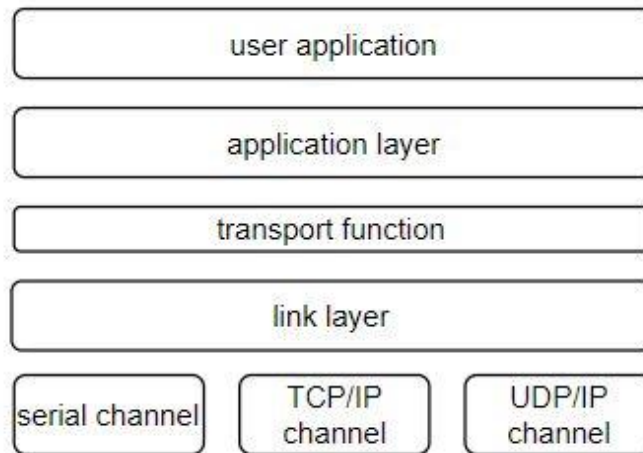 user application
application layer
transport function
link layer
serial channel
TCP/IP
channel
UDP/IP
channel